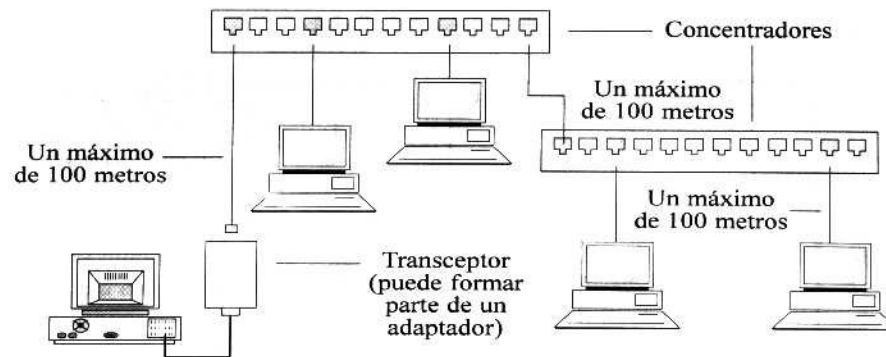 Concentradores
Un máximo
de 100 metros
Un máximo
de 100 metros
Un máximo
de 100 metros
Transceptor
(puede formar
parte de un
adaptador)